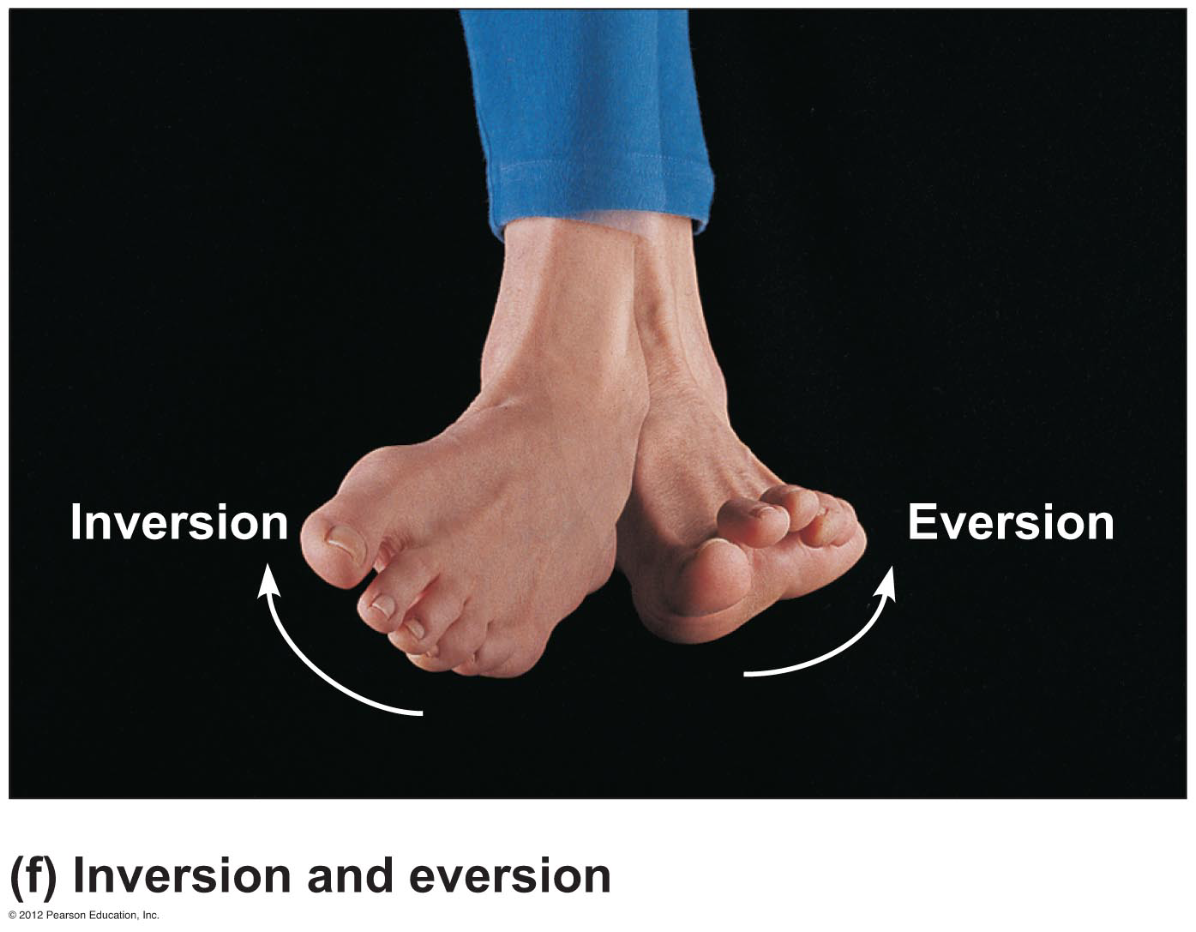 Inversion
Eversion
(f) Inversion and eversion
© 2012 Pearson Education, Inc.